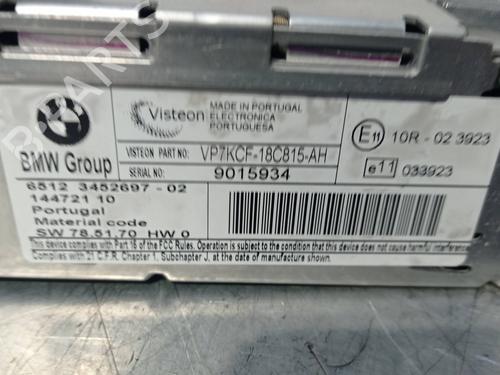 BMW Group
Visteon
MADE IN PORTUGAL
ELECTRONICA
PORTUGUESA
VISTEON PART NO: VP7KCF-18C815-AH
SERIAL NO: 9015934
E11 10R - 02 3923
e11 033923
6512 3452697 - 02
144721 10
Portugal
Material code
SW 78.51.70 HW 0
This device complies with Part 15 of the FCC Rules. Operation is subject to the condition that this device does not cause harmful interference.
Complies with 21 C.F.R. Chapter 1, Subchapter J, at the date of manufacture.
B-PARTS